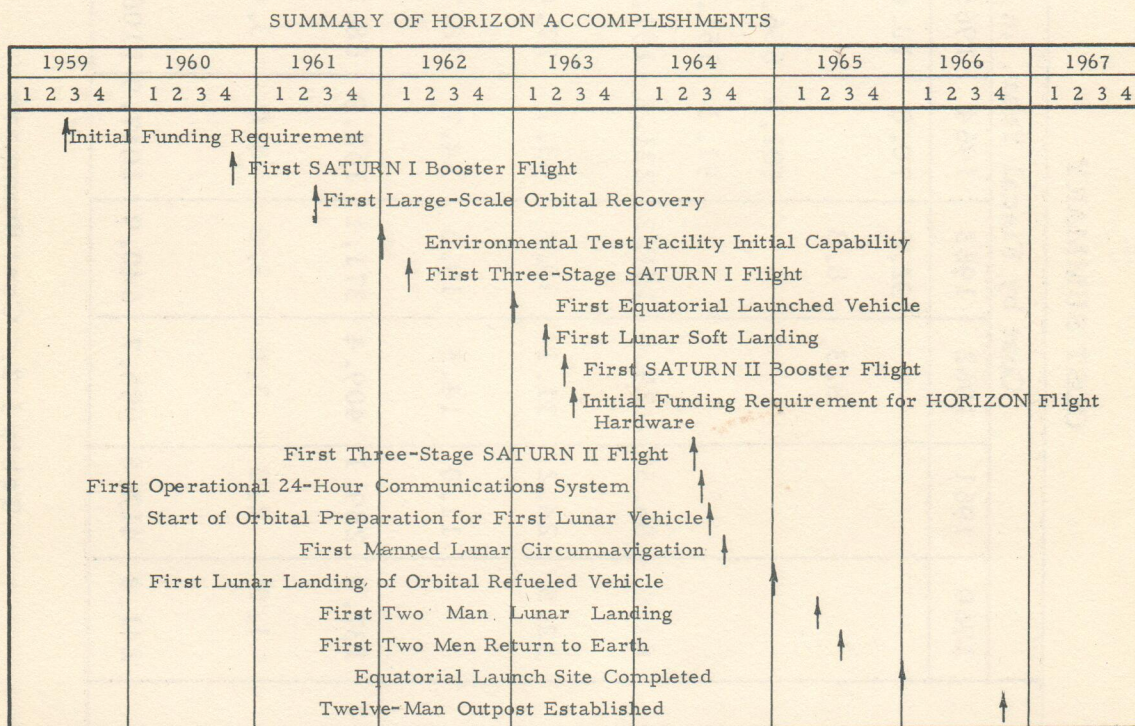 SUMMARY OF HORIZON ACCOMPLISHMENTS
1959 1960 1961 1962 1963 1964 1965 1966 1967
1 2 3 4 1 2 3 4 1 2 3 4 1 2 3 4 1 2 3 4 1 2 3 4 1 2 3 4 1 2 3 4 1 2 3 4
Initial Funding Requirement
First SATURN I Booster Flight
First Large-Scale Orbital Recovery
Environmental Test Facility Initial Capability
First Three-Stage SATURN I Flight
First Equatorial Launched Vehicle
First Lunar Soft Landing
First SATURN II Booster Flight
Initial Funding Requirement for HORIZON Flight
Hardware
First Three-Stage SATURN II Flight
First Operational 24-Hour Communications System
Start of Orbital Preparation for First Lunar Vehicle
First Manned Lunar Circumnavigation
First Lunar Landing of Orbital Refueled Vehicle
First Two Man Lunar Landing
First Two Men Return to Earth
Equatorial Launch Site Completed
Twelve-Man Outpost Established